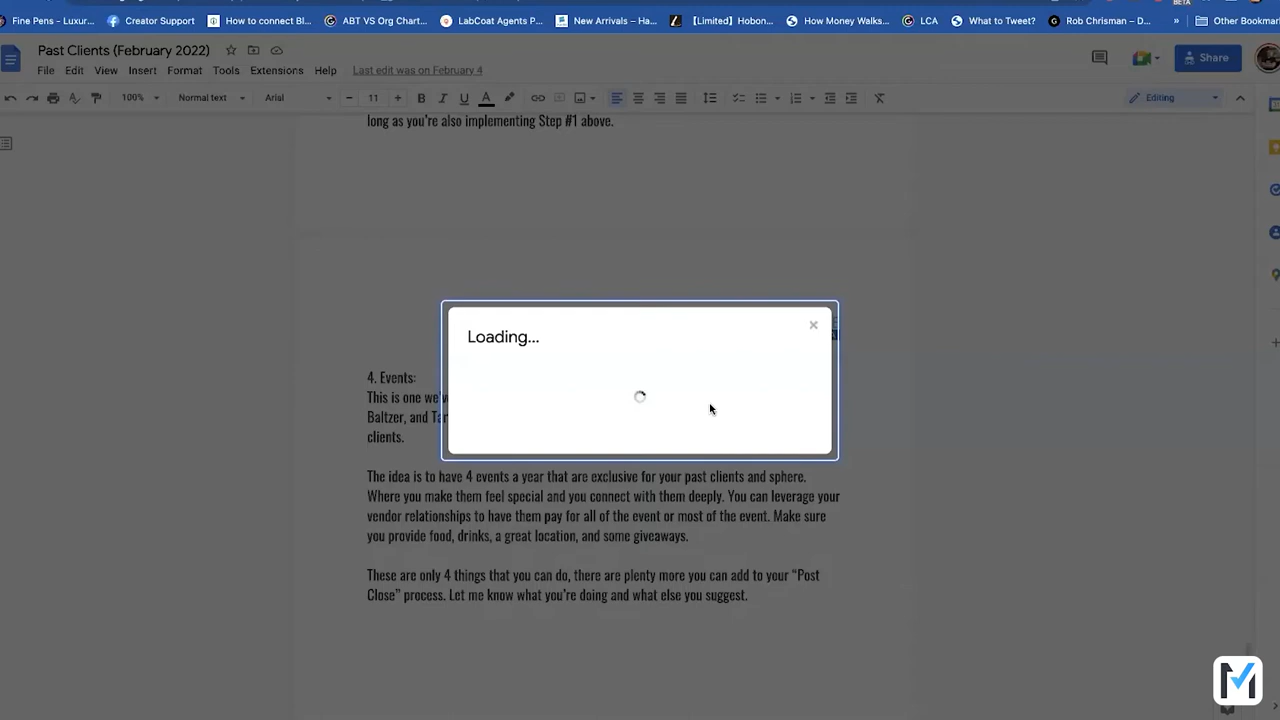 Fine Pens - Luxur...
Creator Support
How to connect Bl...
ABT VS Org Chart...
LabCoat Agents P...
New Arrivals – Ha...
【Limited】Hobon...
How Money Walks...
LCA
What to Tweet?
Rob Chrisman – D...
»
Other Bookmar
BETA
Past Clients (February 2022)
Share
File Edit View Insert Format Tools Extensions Help Last edit was on February 4
100% Normal text Arial 11 Editing
long as you're also implementing Step #1 above.
Loading...
4. Events:
This is one we'v
Baltzer, and Tar
clients.
The idea is to have 4 events a year that are exclusive for your past clients and sphere.
Where you make them feel special and you connect with them deeply. You can leverage your
vendor relationships to have them pay for all of the event or most of the event. Make sure
you provide food, drinks, a great location, and some giveaways.
These are only 4 things that you can do, there are plenty more you can add to your “Post
Close” process. Let me know what you’re doing and what else you suggest.